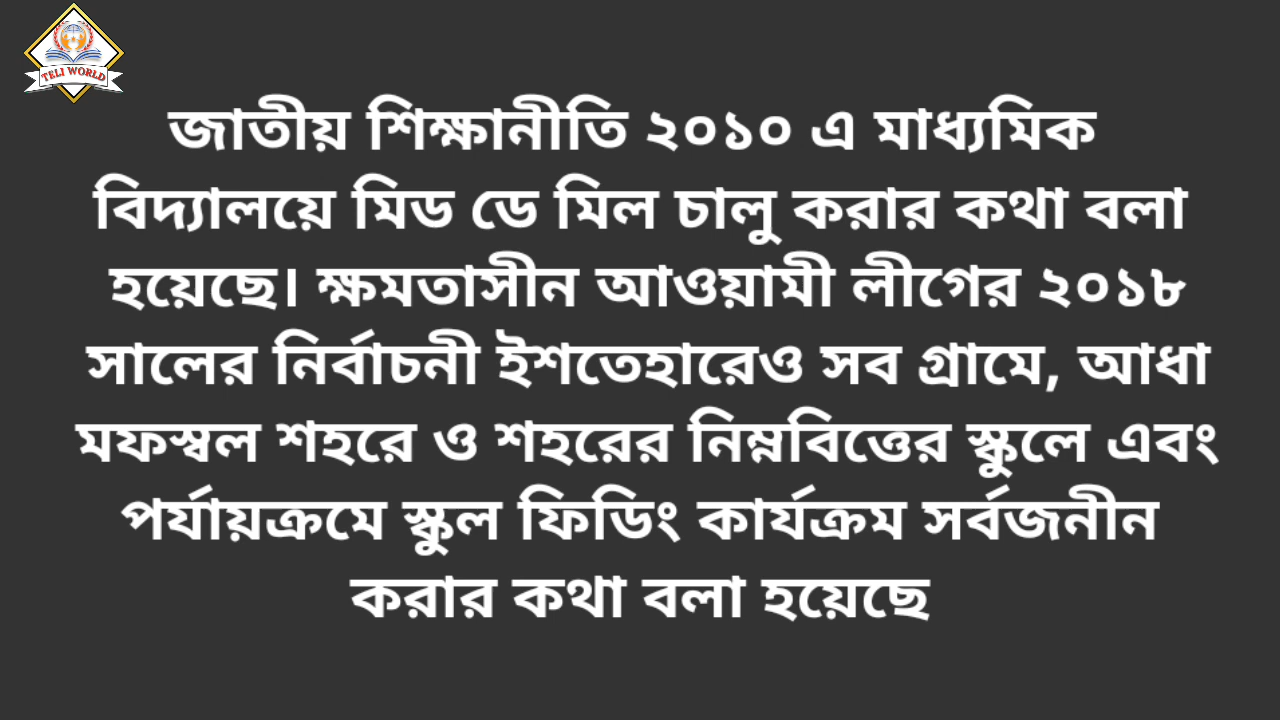 TELI WORLD
জাতীয় শিক্ষানীতি ২০১০ এ মাধ্যমিক
বিদ্যালয়ে মিড ডে মিল চালু করার কথা বলা
হয়েছে। ক্ষমতাসীন আওয়ামী লীগের ২০১৮
সালের নির্বাচনী ইশতেহারেও সব গ্রামে, আধা
মফস্বল শহরে ও শহরের নিম্নবিত্তের স্কুলে এবং
পর্যায়ক্রমে স্কুল ফিডিং কার্যক্রম সর্বজনীন
করার কথা বলা হয়েছে